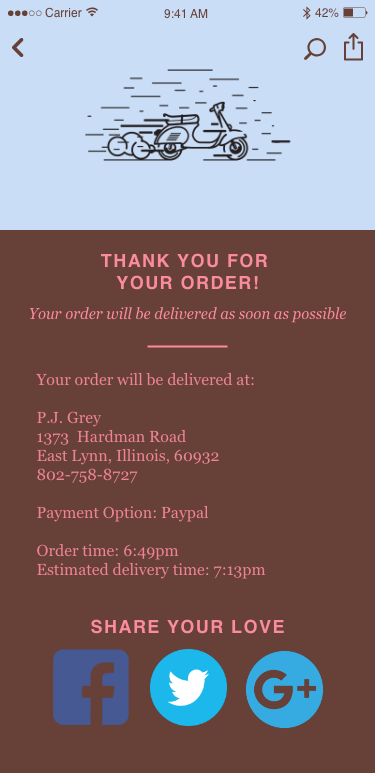 Carrier 9:41 AM 42%
THANK YOU FOR
YOUR ORDER!
Your order will be delivered as soon as possible
Your order will be delivered at:
P.J. Grey
1373 Hardman Road
East Lynn, Illinois, 60932
802-758-8727
Payment Option: Paypal
Order time: 6:49pm
Estimated delivery time: 7:13pm
SHARE YOUR LOVE
G+